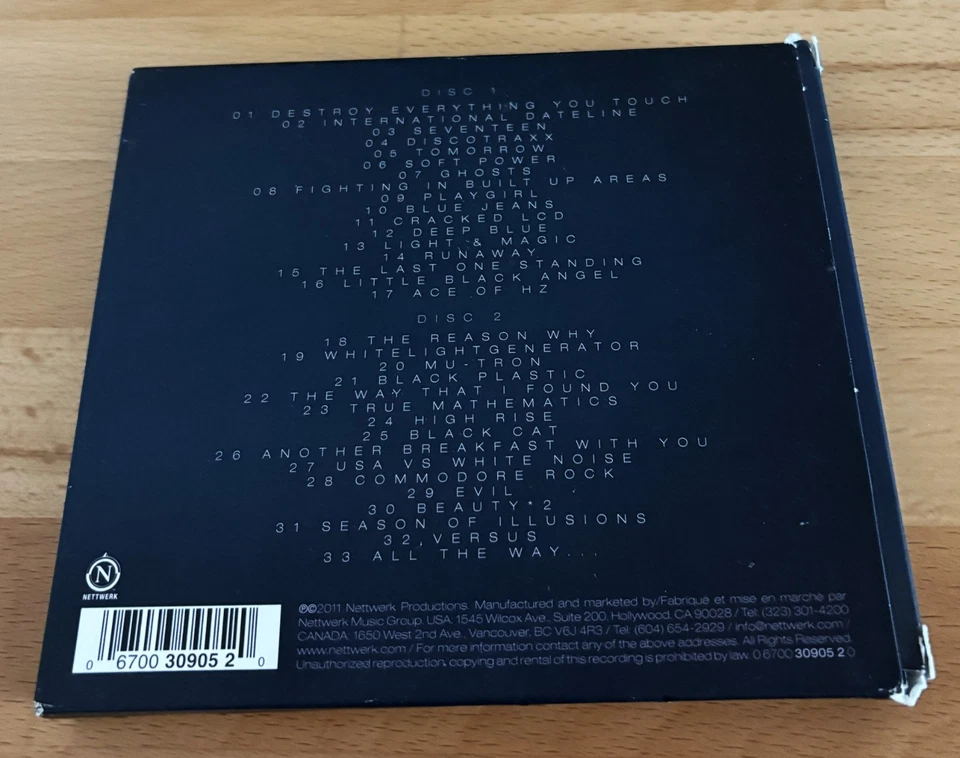 DISC 1
01 DESTROY EVERYTHING YOU TOUCH
02 INTERNATIONAL DATELINE
03 SEVENTEEN
04 DISCOTRAXX
05 TOMORROW
06 SOFT POWER
07 GHOSTS
08 FIGHTING IN BUILT UP AREAS
09 PLAYGIRL
10 BLUE JEANS
11 CRACKED LCD
12 DEEP BLUE
13 LIGHT & MAGIC
14 RUNAWAY
15 THE LAST ONE STANDING
16 LITTLE BLACK ANGEL
17 ACE OF HZ
DISC 2
18 THE REASON WHY
19 WHITELIGHTGENERATOR
20 MU-TRON
21 BLACK PLASTIC
22 THE WAY THAT I FOUND YOU
23 TRUE MATHEMATICS
24 HIGH RISE
25 BLACK CAT
26 ANOTHER BREAKFAST WITH YOU
27 USA VS WHITE NOISE
28 COMMODORE ROCK
29 EVIL
30 BEAUTY*2
31 SEASON OF ILLUSIONS
32 VERSUS
33 ALL THE WAY...
N
NETTWERK
0 6700 30905 2 0
℗©2011 Nettwerk Productions. Manufactured and marketed by/Fabriqué et mise en marché par
Nettwerk Music Group. USA 1545 Wilcox Ave., Suite 200, Hollywood, CA 90028 / Tel: (323) 301-4200
CANADA: 1650 West 2nd Ave., Vancouver, BC V6J 4R3 / Tel: (604) 654-2929 / info@nettwerk.com /
www.nettwerk.com / For more information contact any of the above addresses. All Rights Reserved.
Unauthorized reproduction, copying and rental of this recording is prohibited by law. 0 6700 30905 2 0